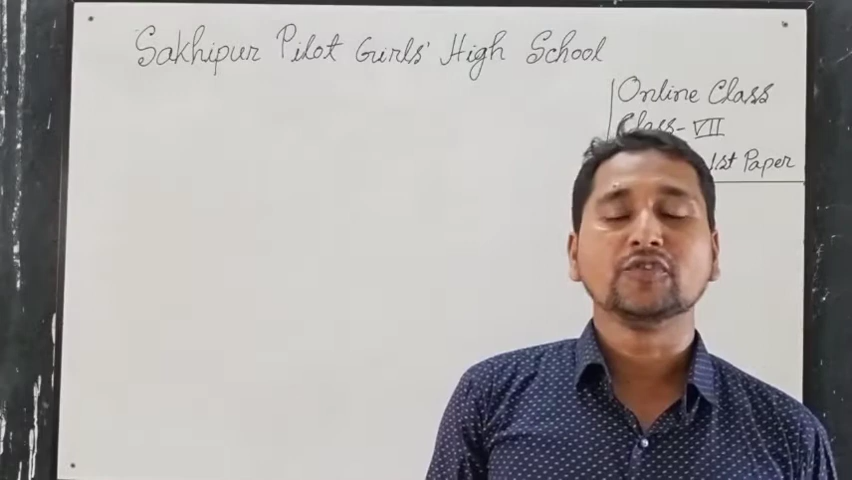 Sakhipur Pilot Girls' High School
Online Class
Class-VII
1st Paper